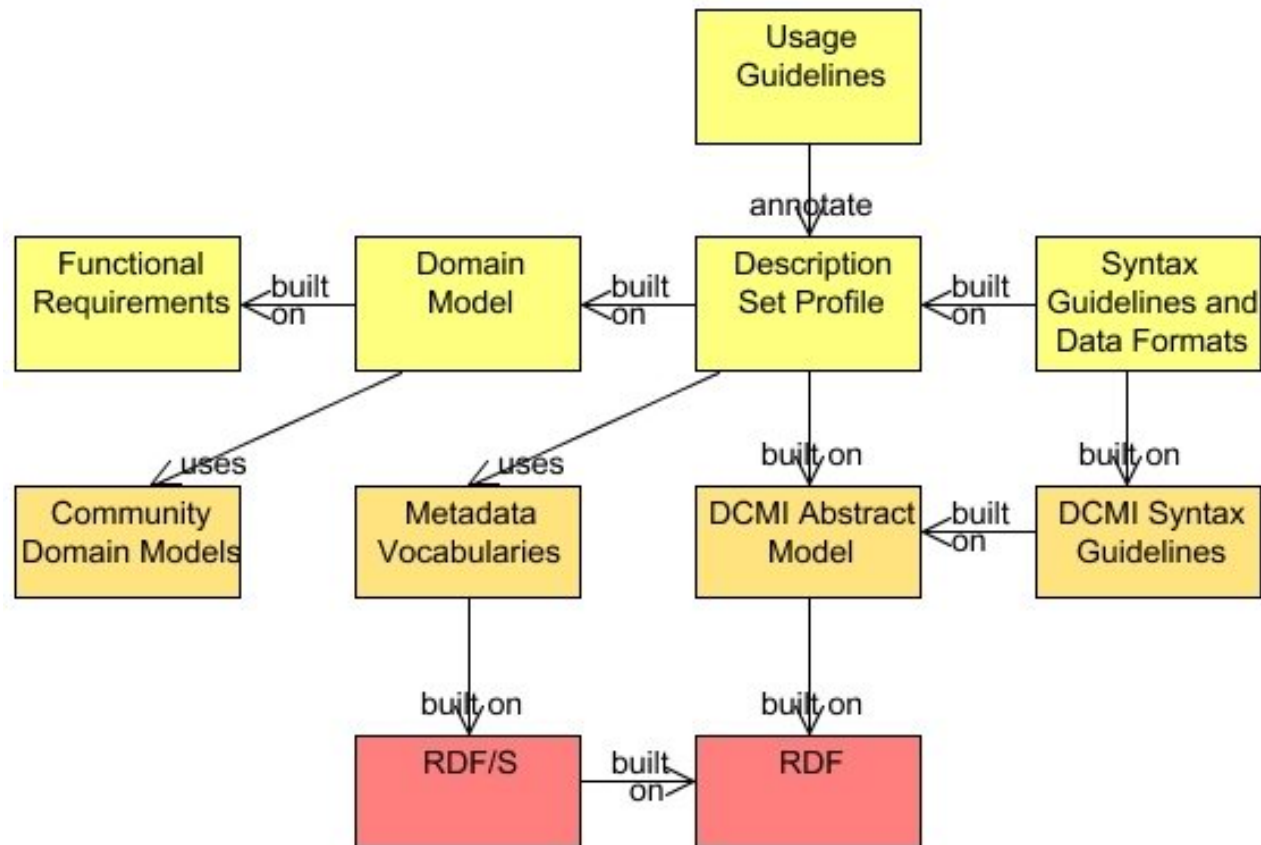 Usage
Guidelines
annotate
Functional
Requirements
built
on
Domain
Model
built
on
Description
Set Profile
built
on
Syntax
Guidelines and
Data Formats
uses
uses
built on
built on
Community
Domain Models
Metadata
Vocabularies
DCMI Abstract
Model
built
on
DCMI Syntax
Guidelines
built on
built on
RDF/S
built
on
RDF